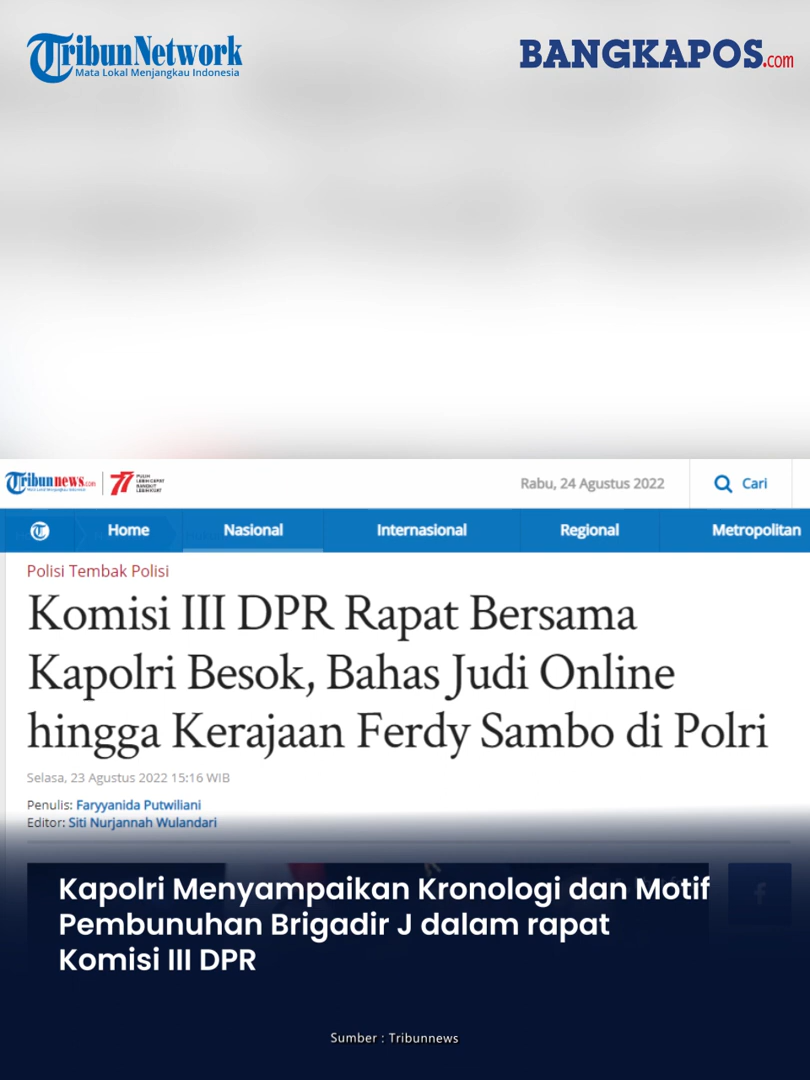 TribunNetwork
Mata Lokal Menjangkau Indonesia
BANGKAPOS.com
Tribunnews.com
77
Rabu, 24 Agustus 2022
Cari
Home
Nasional
Internasional
Regional
Metropolitan
Polisi Tembak Polisi
Komisi III DPR Rapat Bersama
Kapolri Besok, Bahas Judi Online
hingga Kerajaan Ferdy Sambo di Polri
Selasa, 23 Agustus 2022 15:16 WIB
Penulis: Faryyanida Putwiliani
Editor: Siti Nurjannah Wulandari
Kapolri Menyampaikan Kronologi dan Motif
Pembunuhan Brigadir J dalam rapat
Komisi III DPR
Sumber : Tribunnews